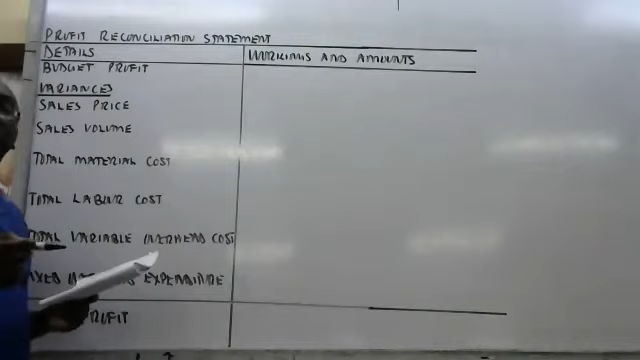 PROFIT RECONCILIATION STATEMENT
DETAILS
WORKINGS AND AMOUNTS
BUDGET PROFIT
VARIANCES
SALES PRICE
SALES VOLUME
TOTAL MATERIAL COST
TOTAL LABOUR COST
TOTAL VARIABLE OVERHEAD COST
EXPENDITURE
PROFIT